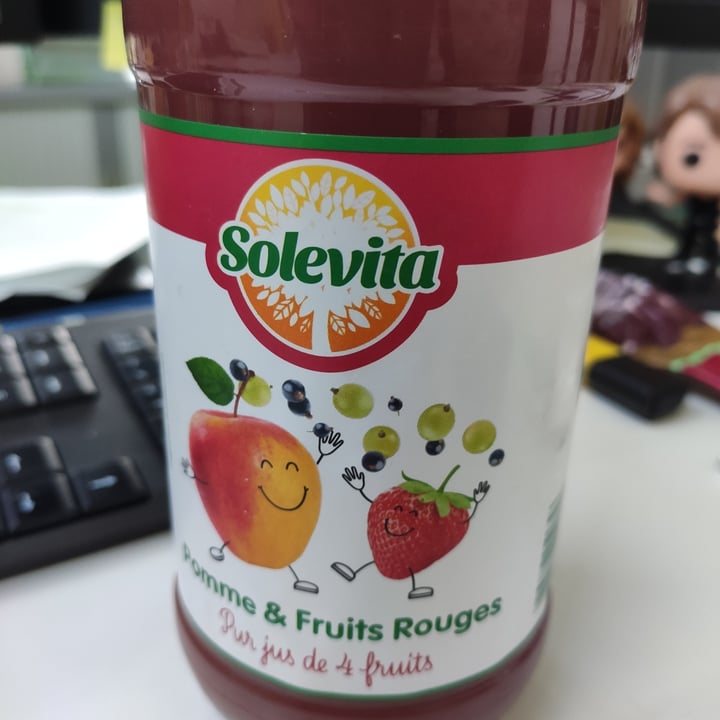 Solevita
Pomme & Fruits Rouges
Pur jus de 4 fruits